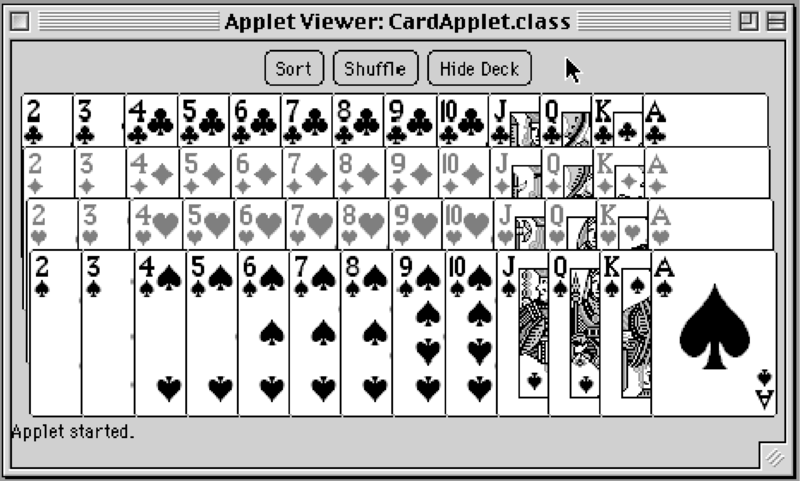 Applet Viewer: CardApplet.class
Sort Shuffle Hide Deck
2 3 4 5 6 7 8 9 10 J Q K A
2 3 4 5 6 7 8 9 10 J Q K A
2 3 4 5 6 7 8 9 10 J Q K A
2 3 4 5 6 7 8 9 10 J Q K A
A
Applet started.